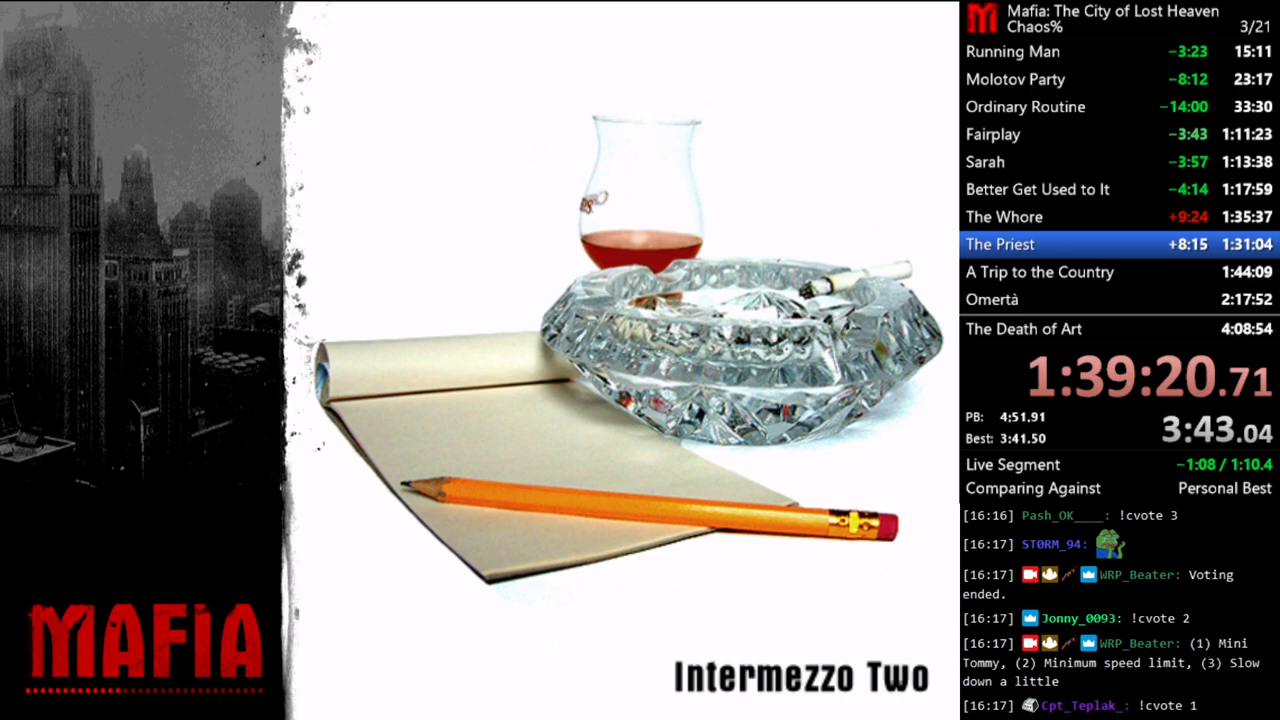 MAFIA
Intermezzo Two
Mafia: The City of Lost Heaven
Chaos% 3/21
Running Man −3:23 15:11
Molotov Party −8:12 23:17
Ordinary Routine −14:00 33:30
Fairplay −3:43 1:11:23
Sarah −3:57 1:13:38
Better Get Used to It −4:14 1:17:59
The Whore +9:24 1:35:37
The Priest +8:15 1:31:04
A Trip to the Country 1:44:09
Omertà 2:17:52
The Death of Art 4:08:54
1:39:20.71
PB: 4:51,91
Best: 3:41.50
3:43.04
Live Segment −1:08 / 1:10.4
Comparing Against Personal Best
[16:16] Pash_OK____: !cvote 3
[16:17] ST0RM_94:
[16:17] WRP_Beater: Voting
ended.
[16:17] Jonny_0093: !cvote 2
[16:17] WRP_Beater: (1) Mini
Tommy, (2) Minimum speed limit, (3) Slow
down a little
[16:17] Cpt_Teplak_: !cvote 1